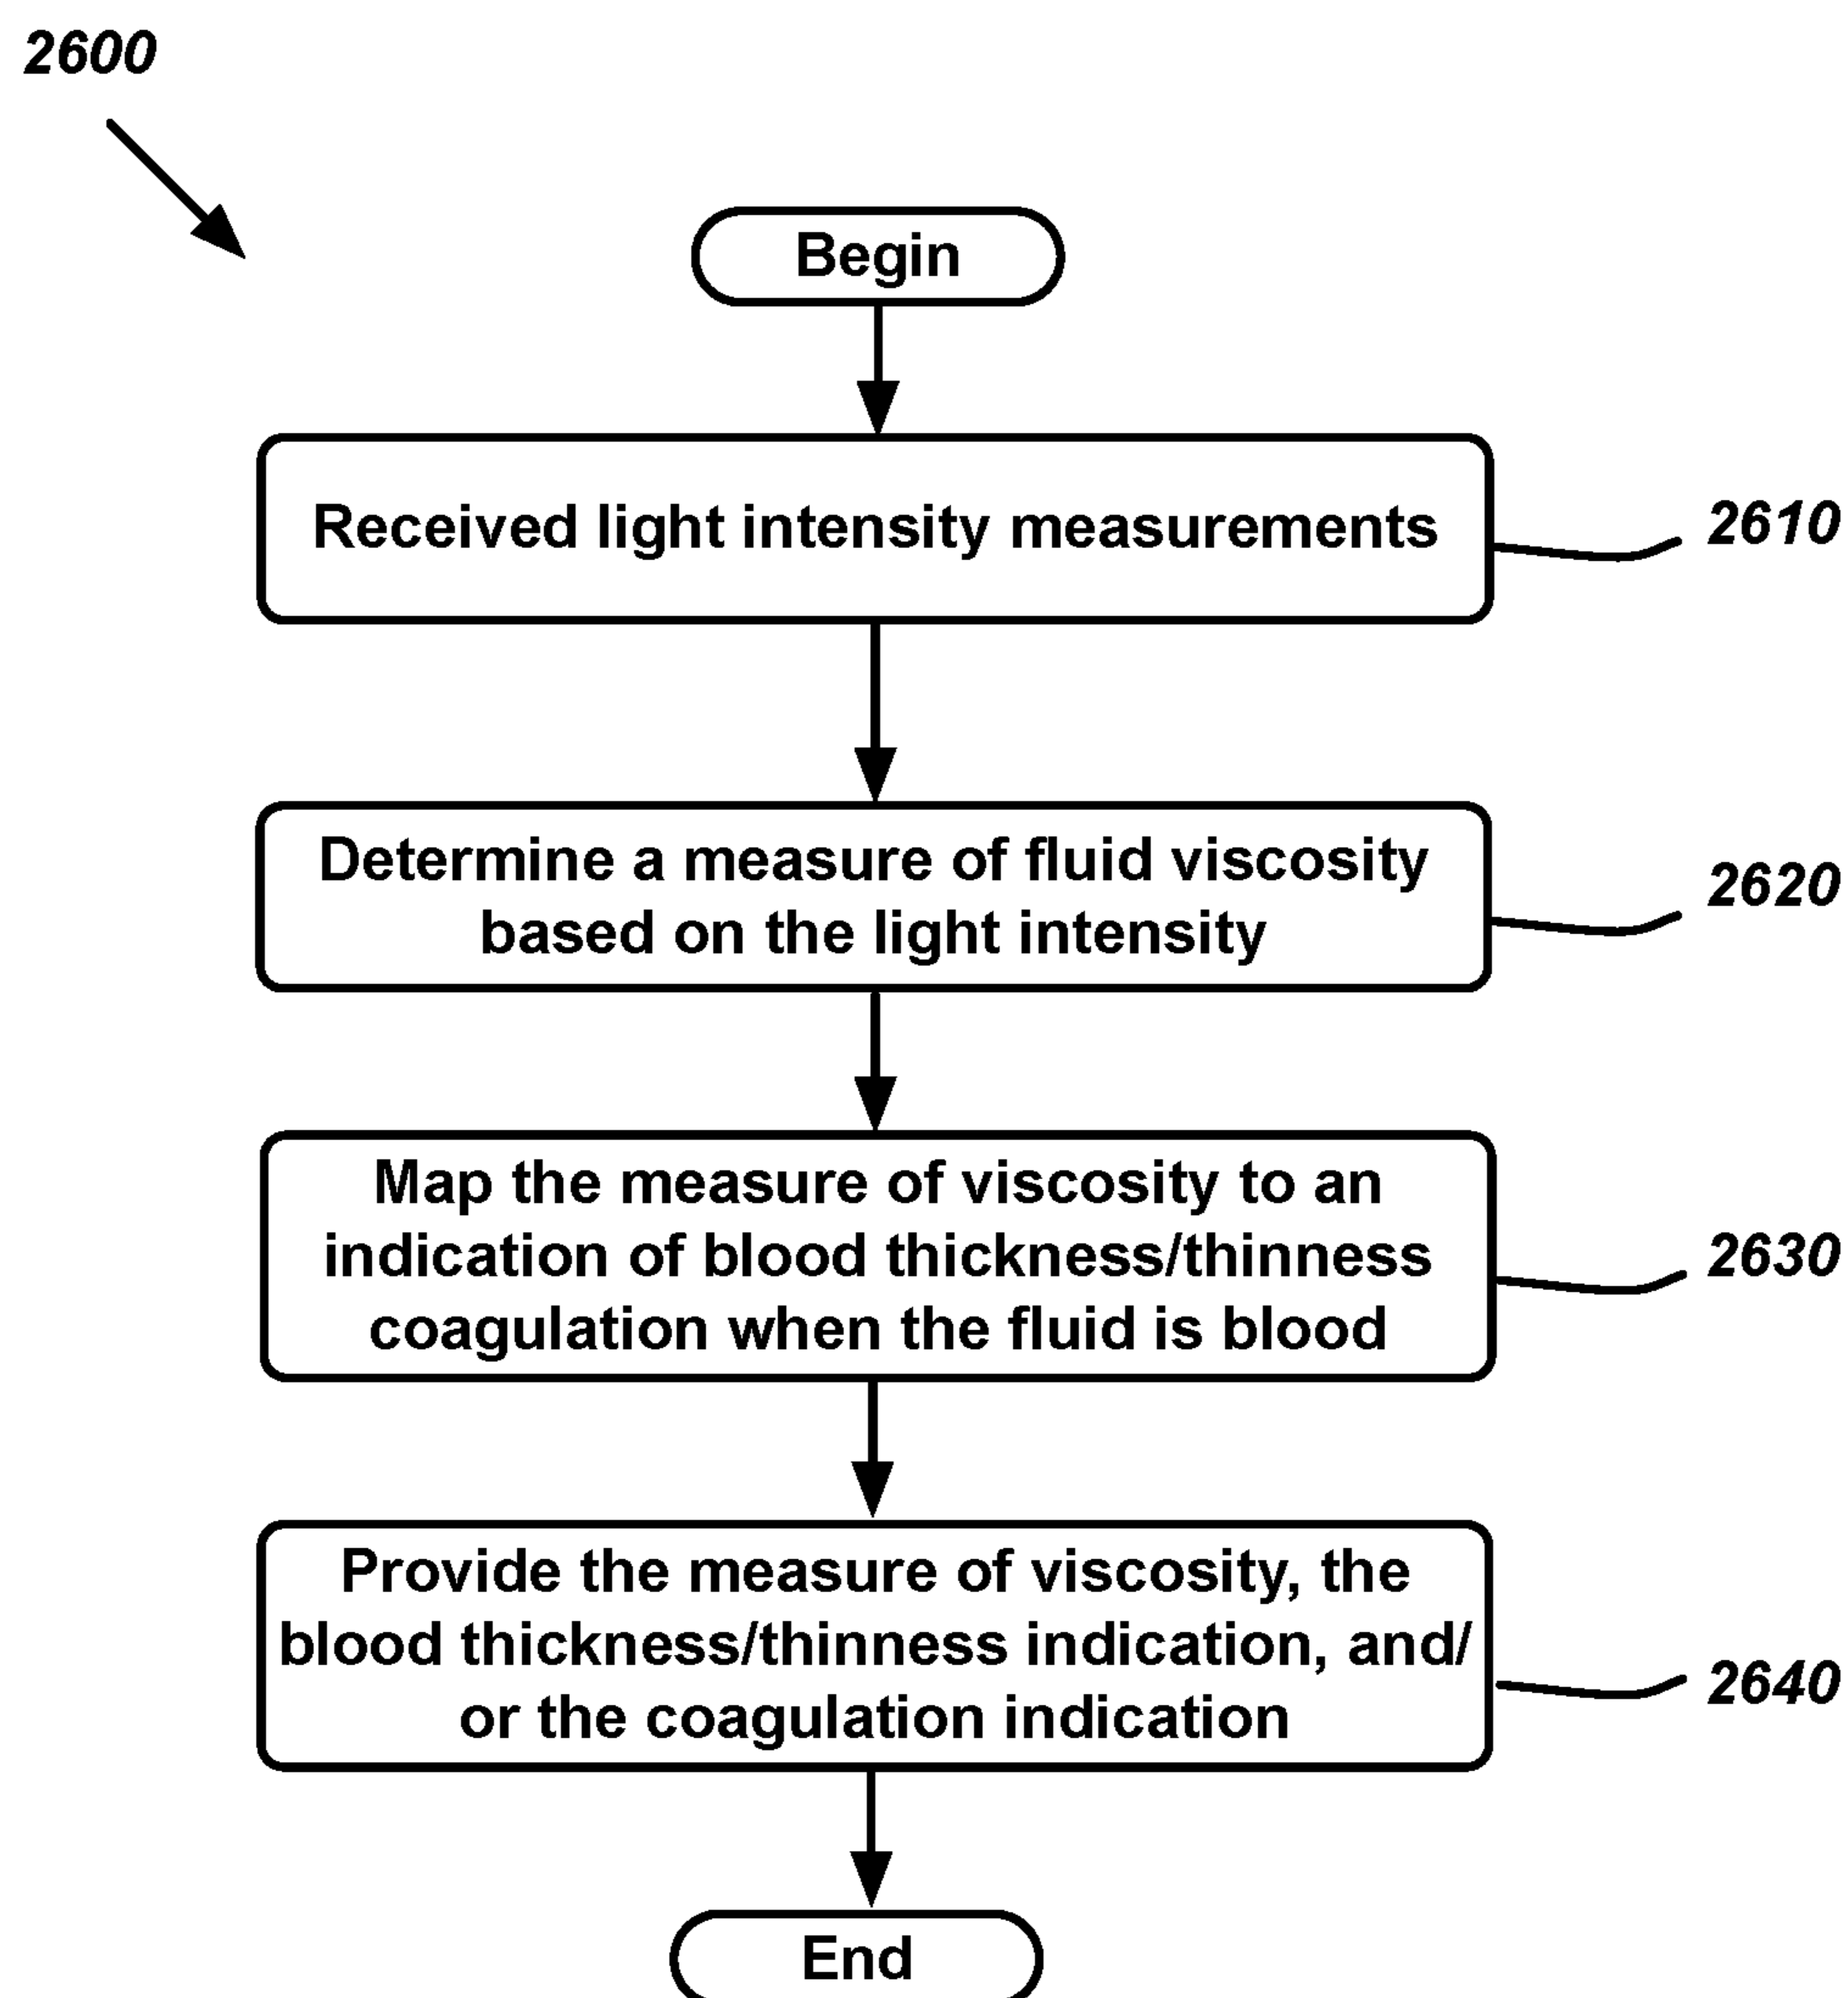 2600
Begin
Received light intensity measurements
2610
Determine a measure of fluid viscosity
based on the light intensity
2620
Map the measure of viscosity to an
indication of blood thickness/thinness
coagulation when the fluid is blood
2630
Provide the measure of viscosity, the
blood thickness/thinness indication, and/
or the coagulation indication
2640
End